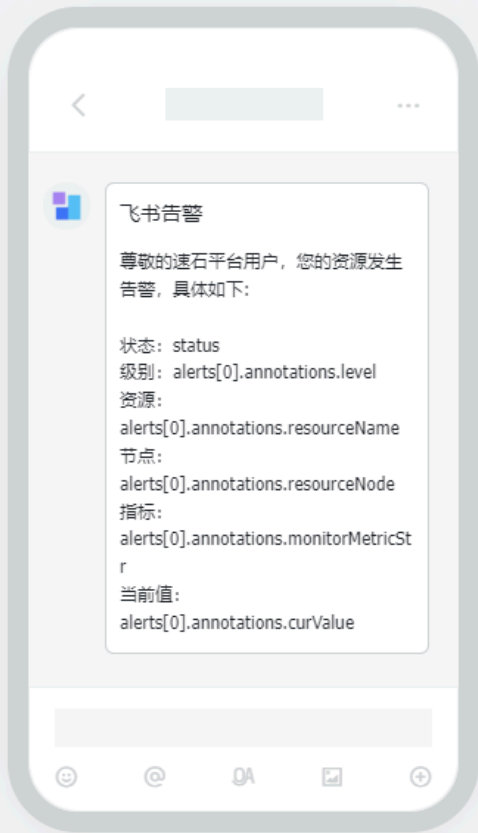 飞书告警
尊敬的速石平台用户，您的资源发生
告警，具体如下:
状态：status
级别：alerts[0].annotations.level
资源：
alerts[0].annotations.resourceName
节点：
alerts[0].annotations.resourceNode
指标：
alerts[0].annotations.monitorMetricSt
r
当前值：
alerts[0].annotations.curValue